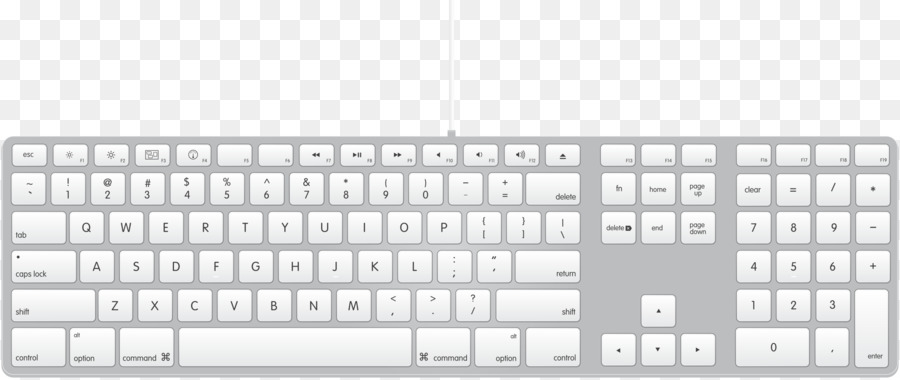 esc F1 F2 F3 F4 F5 F6 F7 F8 F9 F10 F11 F12 F13 F14 F15 F16 F17 F18 F19
~ ! @ # $ % ^ & * ( ) – + page
` 1 2 3 4 5 6 7 8 9 0 - = delete fn home up clear = / *
tab Q W E R T Y U I O P { [ } ] | \ delete end page down 7 8 9 –
caps lock A S D F G H J K L : ; “ ‘ return 4 5 6 +
shift Z X C V B N M < , > . ? / shift 1 2 3
control alt option command ⌘ ⌘ command alt option control 0 , enter